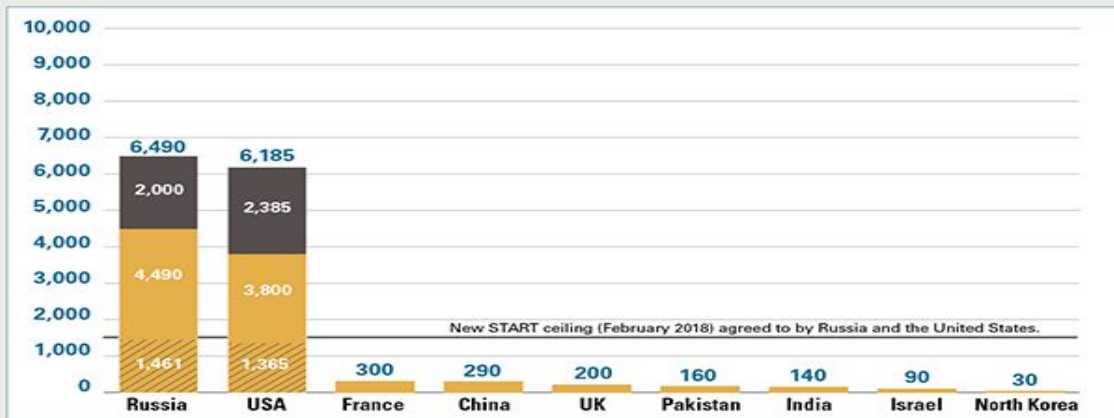 10,000
9,000
8,000
7,000
6,000
5,000
4,000
3,000
2,000
1,000
0
6,490
6,185
2,000
2,385
4,490
3,800
New START ceiling (February 2018) agreed to by Russia and the United States.
1,461
1,365
300
290
200
160
140
90
30
Russia
USA
France
China
UK
Pakistan
India
Israel
North Korea